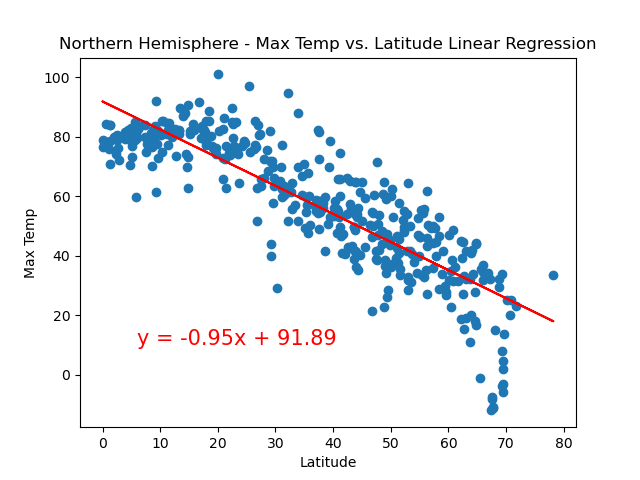 Northern Hemisphere - Max Temp vs. Latitude Linear Regression
100
80
60
40
20
0
Max Temp
y = -0.95x + 91.89
0 10 20 30 40 50 60 70 80
Latitude